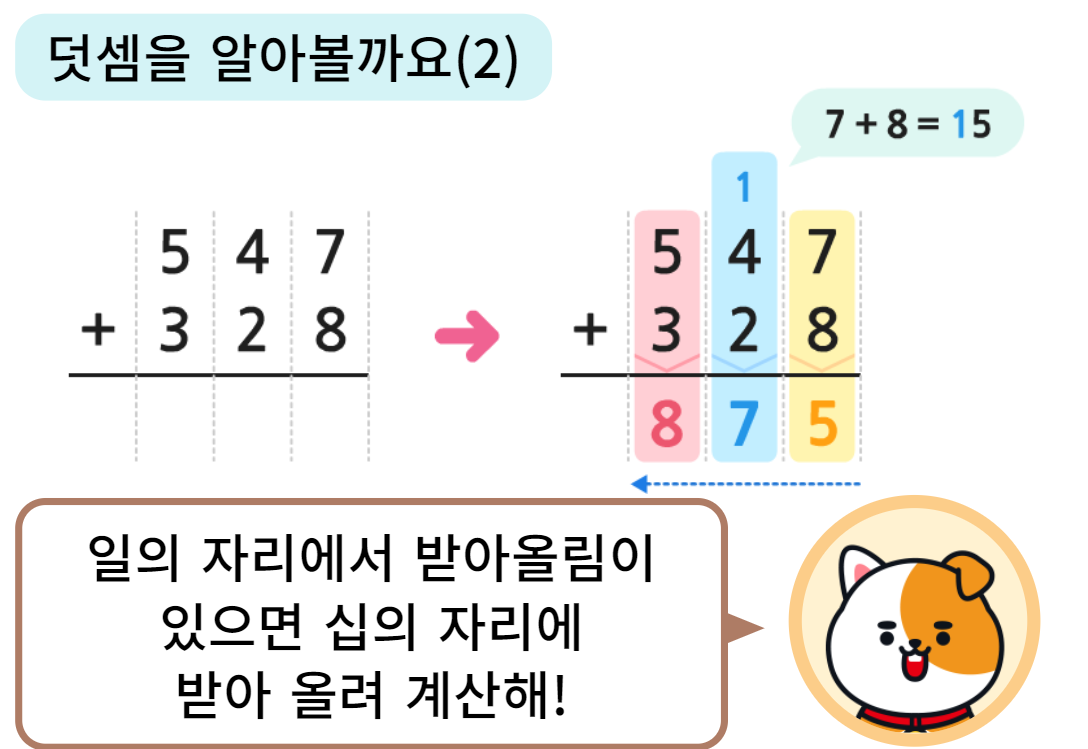 덧셈을 알아볼까요(2)
7 + 8 = 15
1
5 4 7
+ 3 2 8
5 4 7
+ 3 2 8
8 7 5
일의 자리에서 받아올림이
있으면 십의 자리에
받아 올려 계산해!